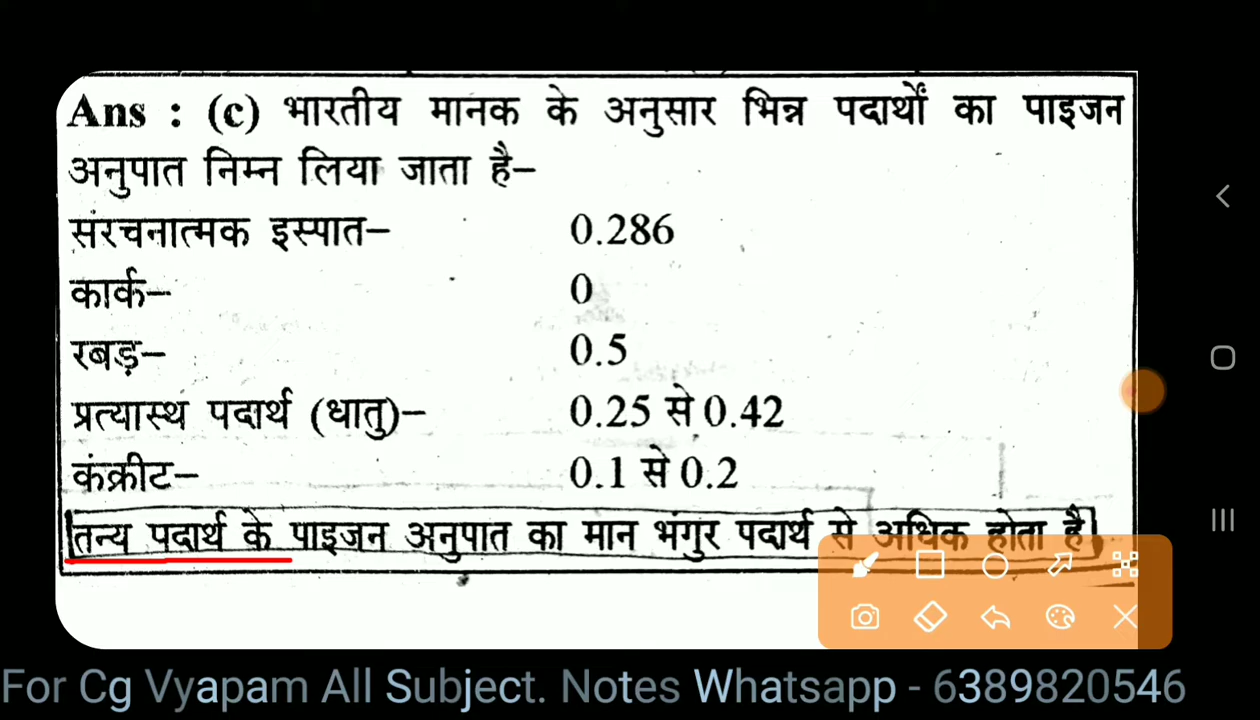 Ans : (c) भारतीय मानक के अनुसार भिन्न पदार्थों का पाइजन
अनुपात निम्न लिया जाता है–
संरचनात्मक इस्पात– 0.286
कार्क– 0
रबड़– 0.5
प्रत्यास्थ पदार्थ (धातु)– 0.25 से 0.42
कंक्रीट– 0.1 से 0.2
तन्य पदार्थ के पाइजन अनुपात का मान भंगुर पदार्थ से अधिक होता है।
For Cg Vyapam All Subject. Notes Whatsapp - 6389820546